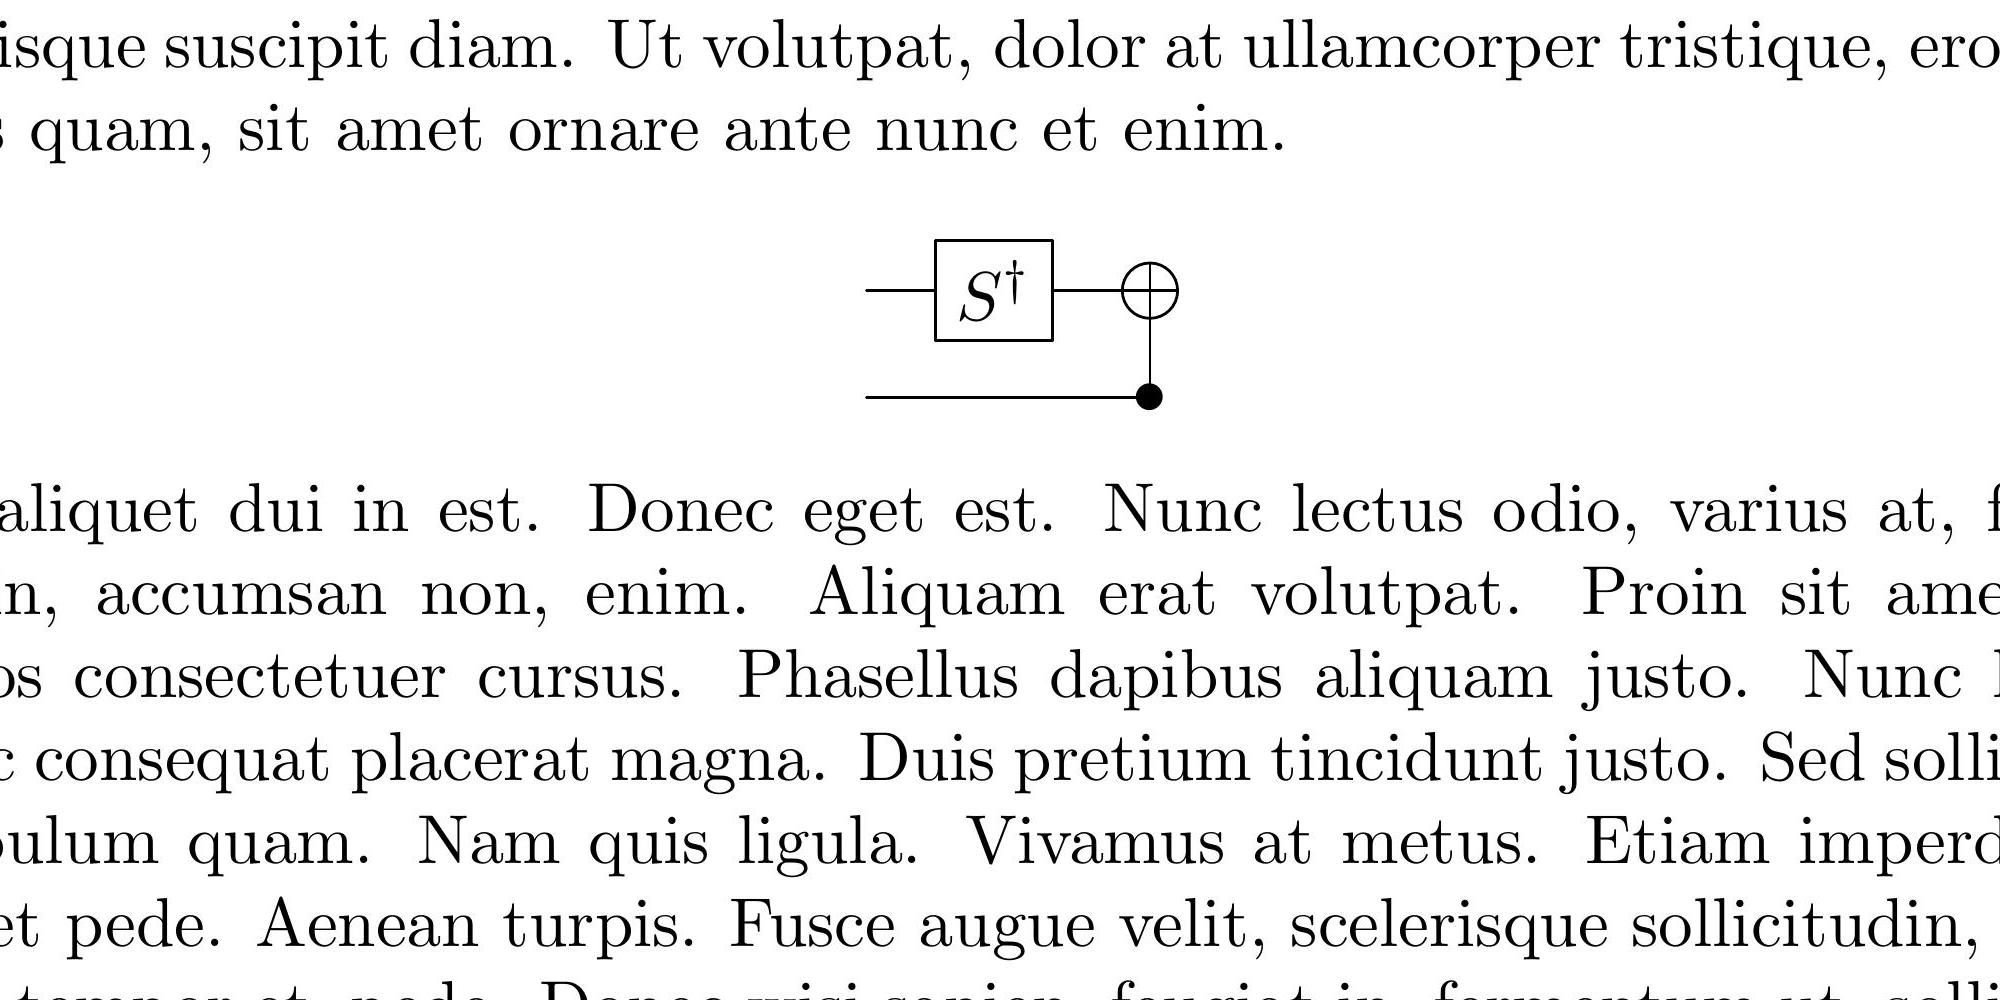 isque suscipit diam. Ut volutpat, dolor at ullamcorper tristique, ero
s quam, sit amet ornare ante nunc et enim.
S†
aliquet dui in est. Donec eget est. Nunc lectus odio, varius at, f
in, accumsan non, enim. Aliquam erat volutpat. Proin sit ame
os consectetuer cursus. Phasellus dapibus aliquam justo. Nunc
c consequat placerat magna. Duis pretium tincidunt justo. Sed solli
bulum quam. Nam quis ligula. Vivamus at metus. Etiam imperd
et pede. Aenean turpis. Fusce augue velit, scelerisque sollicitudin,